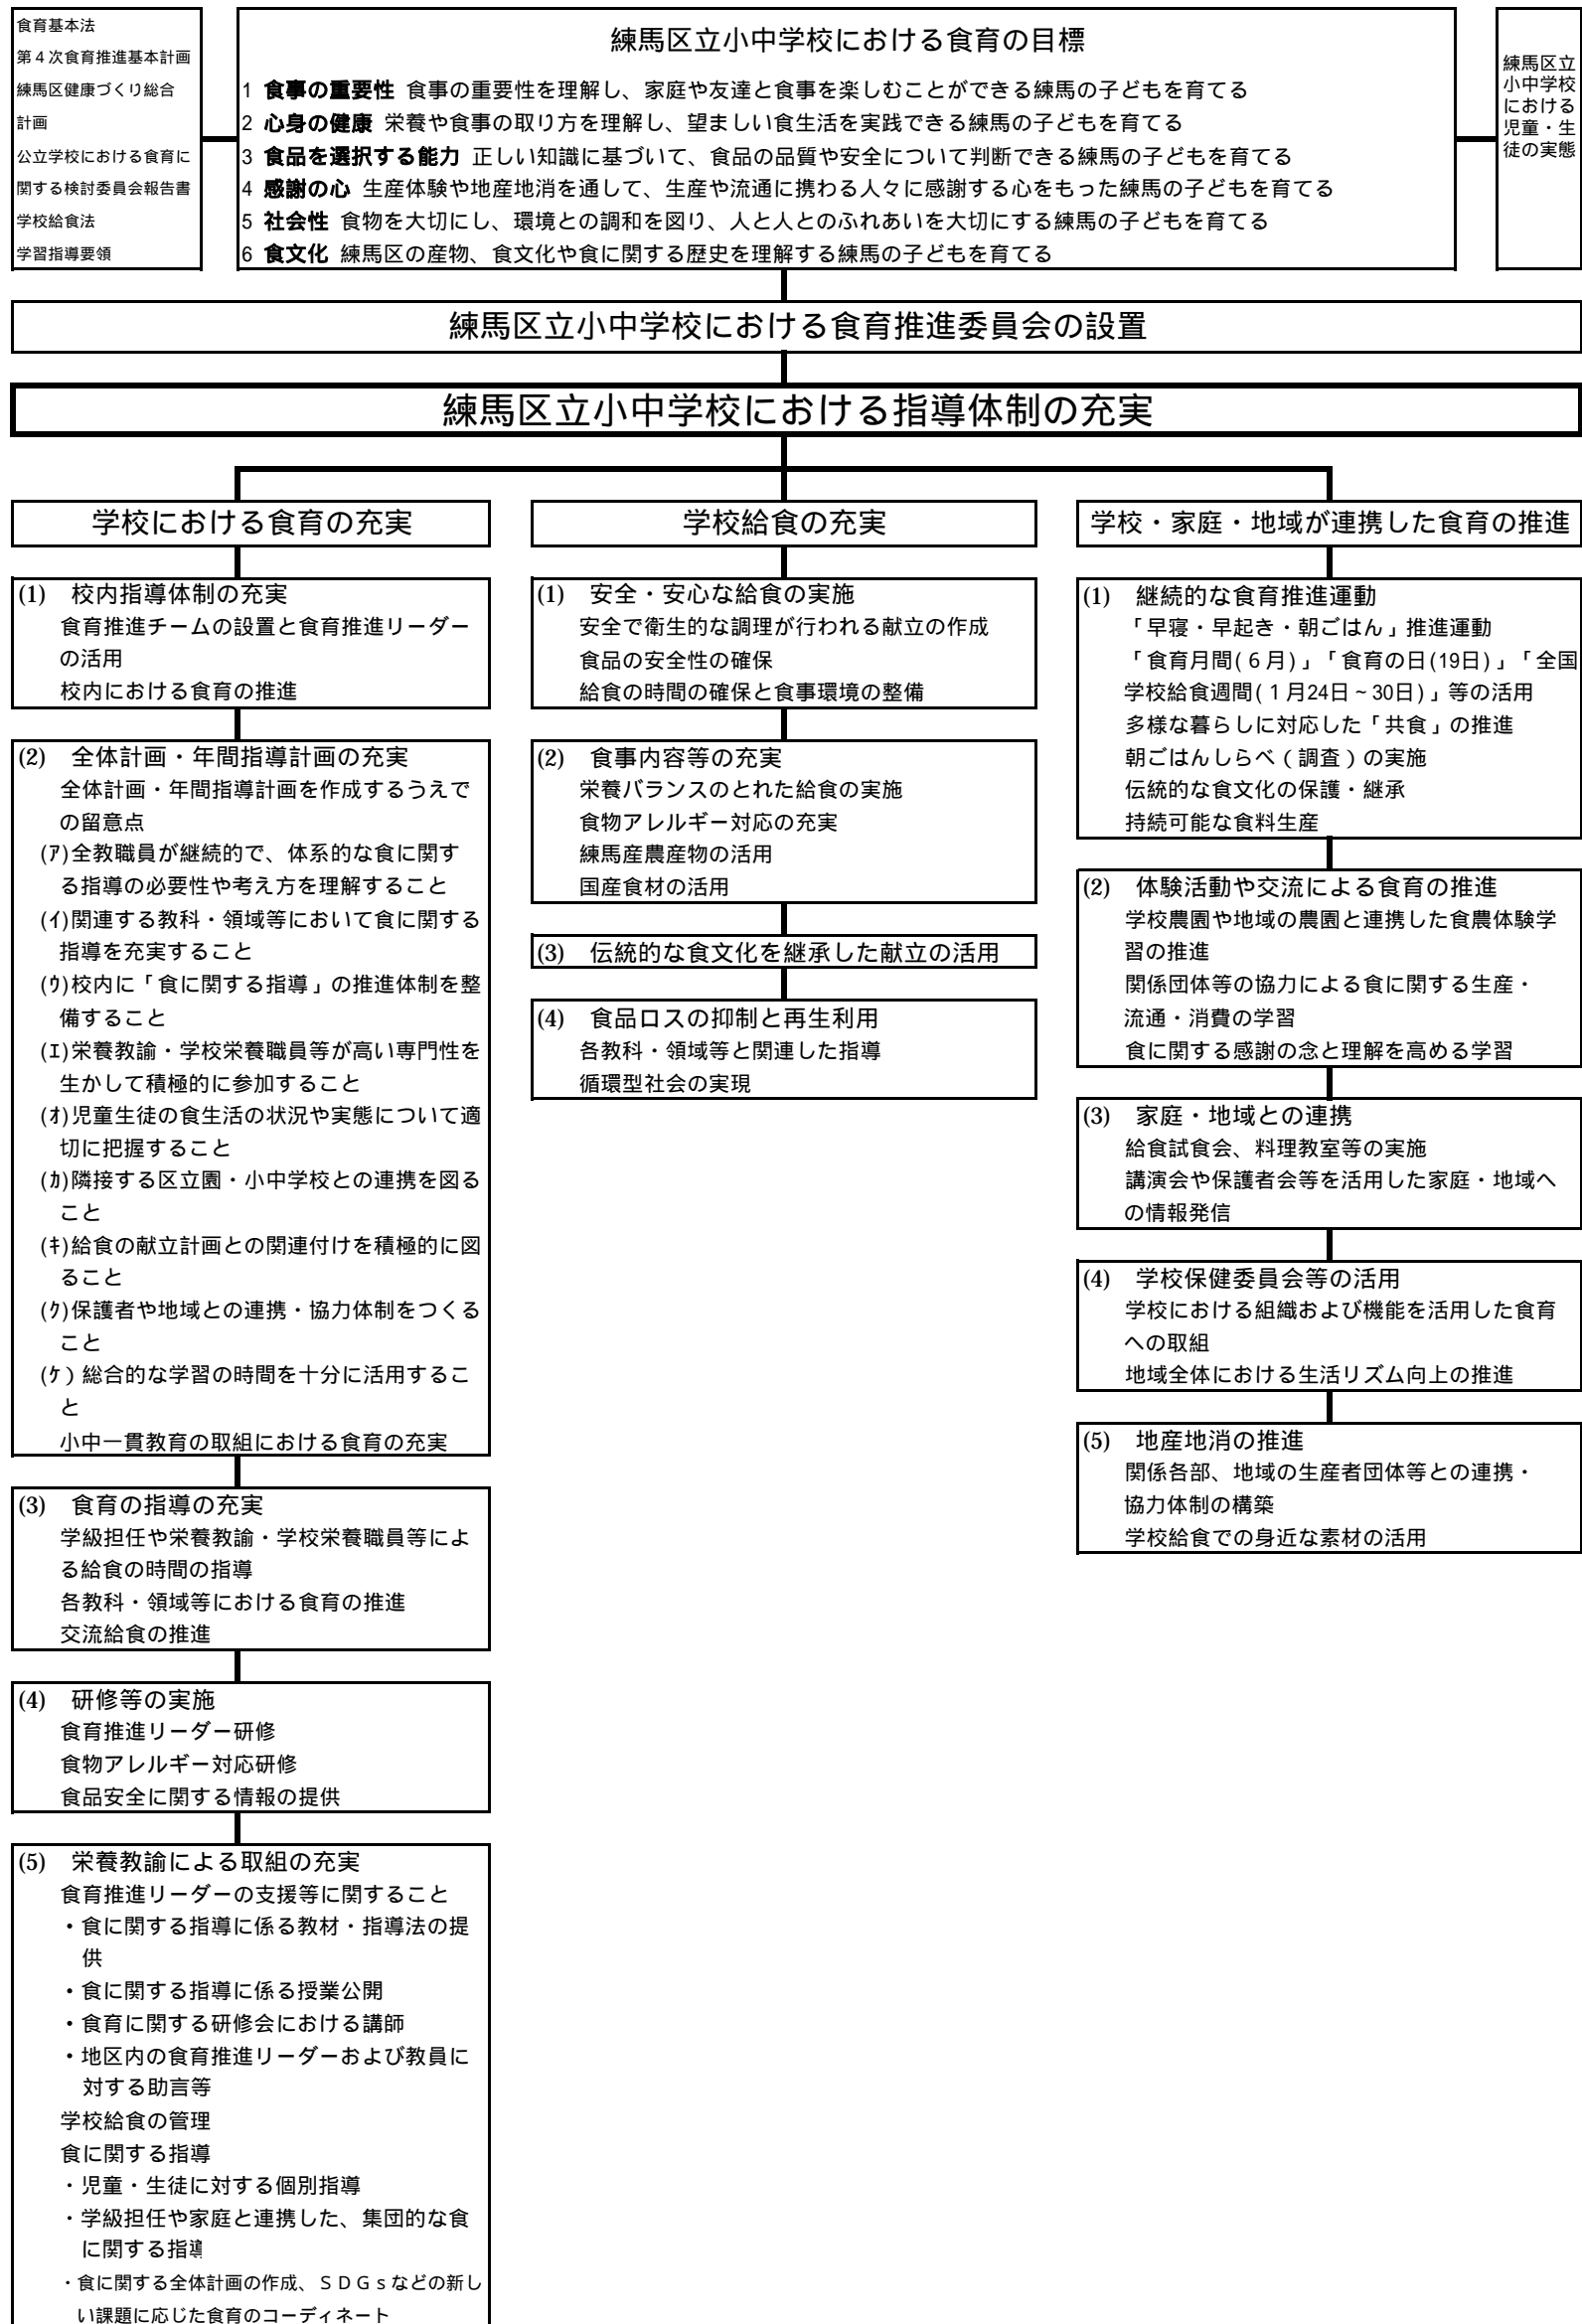 食育基本法
第４次食育推進基本計画
練馬区健康づくり総合
計画
公立学校における食育に
関する検討委員会報告書
学校給食法
学習指導要領
練馬区立小中学校における食育の目標
1 食事の重要性 食事の重要性を理解し、家庭や友達と食事を楽しむことができる練馬の子どもを育てる
2 心身の健康 栄養や食事の取り方を理解し、望ましい食生活を実践できる練馬の子どもを育てる
3 食品を選択する能力 正しい知識に基づいて、食品の品質や安全について判断できる練馬の子どもを育てる
4 感謝の心 生産体験や地産地消を通して、生産や流通に携わる人々に感謝する心をもった練馬の子どもを育てる
5 社会性 食物を大切にし、環境との調和を図り、人と人とのふれあいを大切にする練馬の子どもを育てる
6 食文化 練馬区の産物、食文化や食に関する歴史を理解する練馬の子どもを育てる
練馬区立
小中学校
における
児童・生
徒の実態
練馬区立小中学校における食育推進委員会の設置
練馬区立小中学校における指導体制の充実
学校における食育の充実
(1) 校内指導体制の充実
食育推進チームの設置と食育推進リーダー
の活用
校内における食育の推進
(2) 全体計画・年間指導計画の充実
全体計画・年間指導計画を作成するうえで
の留意点
(ｱ)全教職員が継続的で、体系的な食に関す
る指導の必要性や考え方を理解すること
(ｲ)関連する教科・領域等において食に関する
指導を充実すること
(ｳ)校内に「食に関する指導」の推進体制を整
備すること
(ｴ)栄養教諭・学校栄養職員等が高い専門性を
生かして積極的に参加すること
(ｵ)児童生徒の食生活の状況や実態について適
切に把握すること
(ｶ)隣接する区立園・小中学校との連携を図る
こと
(ｷ)給食の献立計画との関連付けを積極的に図
ること
(ｸ)保護者や地域との連携・協力体制をつくる
こと
(ｹ）総合的な学習の時間を十分に活用するこ
と
小中一貫教育の取組における食育の充実
(3) 食育の指導の充実
学級担任や栄養教諭・学校栄養職員等によ
る給食の時間の指導
各教科・領域等における食育の推進
交流給食の推進
(4) 研修等の実施
食育推進リーダー研修
食物アレルギー対応研修
食品安全に関する情報の提供
(5) 栄養教諭による取組の充実
食育推進リーダーの支援等に関すること
・食に関する指導に係る教材・指導法の提
供
・食に関する指導に係る授業公開
・食育に関する研修会における講師
・地区内の食育推進リーダーおよび教員に
対する助言等
学校給食の管理
食に関する指導
・児童・生徒に対する個別指導
・学級担任や家庭と連携した、集団的な食
に関する指導
・食に関する全体計画の作成、ＳＤＧｓなどの新し
い課題に応じた食育のコーディネート
学校給食の充実
(1) 安全・安心な給食の実施
安全で衛生的な調理が行われる献立の作成
食品の安全性の確保
給食の時間の確保と食事環境の整備
(2) 食事内容等の充実
栄養バランスのとれた給食の実施
食物アレルギー対応の充実
練馬産農産物の活用
国産食材の活用
(3) 伝統的な食文化を継承した献立の活用
(4) 食品ロスの抑制と再生利用
各教科・領域等と関連した指導
循環型社会の実現
学校・家庭・地域が連携した食育の推進
(1) 継続的な食育推進運動
「早寝・早起き・朝ごはん」推進運動
「食育月間(６月)」「食育の日(19日)」「全国
学校給食週間(１月24日～30日)」等の活用
多様な暮らしに対応した「共食」の推進
朝ごはんしらべ（調査）の実施
伝統的な食文化の保護・継承
持続可能な食料生産
(2) 体験活動や交流による食育の推進
学校農園や地域の農園と連携した食農体験学
習の推進
関係団体等の協力による食に関する生産・
流通・消費の学習
食に関する感謝の念と理解を高める学習
(3) 家庭・地域との連携
給食試食会、料理教室等の実施
講演会や保護者会等を活用した家庭・地域へ
の情報発信
(4) 学校保健委員会等の活用
学校における組織および機能を活用した食育
への取組
地域全体における生活リズム向上の推進
(5) 地産地消の推進
関係各部、地域の生産者団体等との連携・
協力体制の構築
学校給食での身近な素材の活用